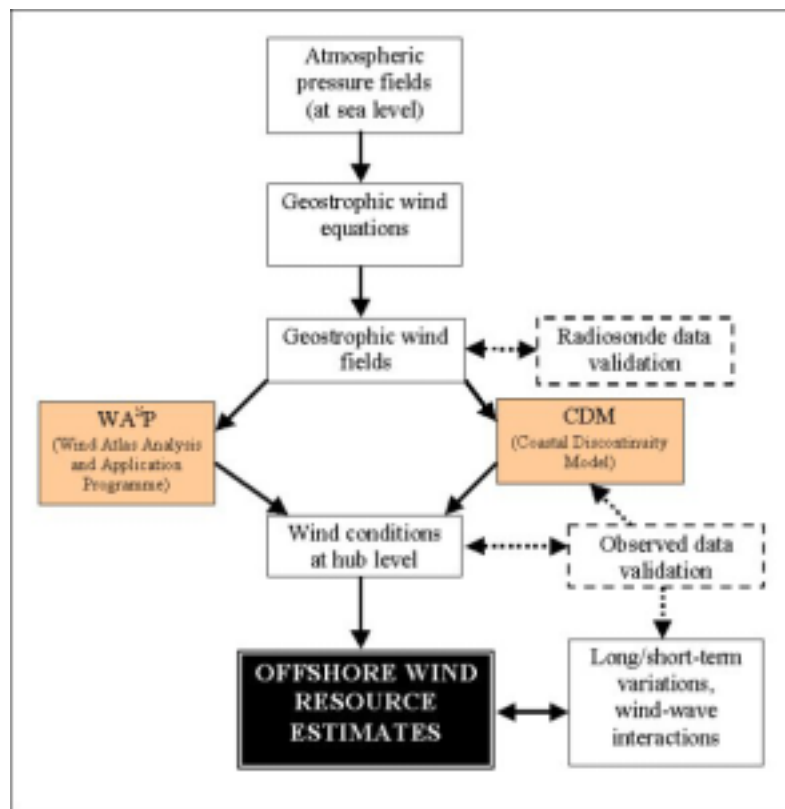 Atmospheric
pressure fields
(at sea level)
Geostrophic wind
equations
Geostrophic wind
fields
Radiosonde data
validation
WAsP
(Wind Atlas Analysis
and Application
Programme)
CDM
(Coastal Discontinuity
Model)
Wind conditions
at hub level
Observed data
validation
OFFSHORE WIND
RESOURCE
ESTIMATES
Long/short-term
variations,
wind-wave
interactions